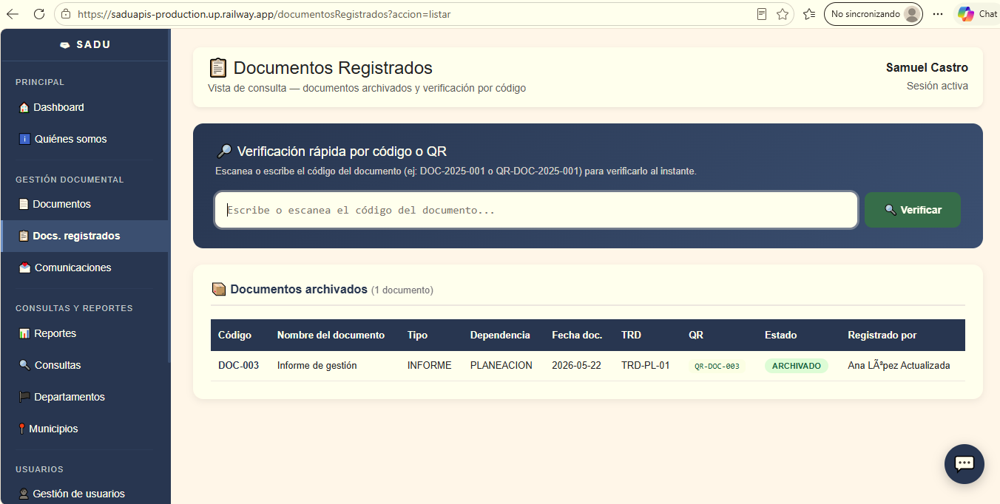 https://saduapis-production.up.railway.app/documentosRegistrados?accion=listar
No sincronizando
Chat
SADU
PRINCIPAL
Dashboard
Quiénes somos
GESTIÓN DOCUMENTAL
Documentos
Docs. registrados
Comunicaciones
CONSULTAS Y REPORTES
Reportes
Consultas
Departamentos
Municipios
USUARIOS
Gestión de usuarios
Documentos Registrados
Vista de consulta — documentos archivados y verificación por código
Samuel Castro
Sesión activa
Verificación rápida por código o QR
Escanea o escribe el código del documento (ej: DOC-2025-001 o QR-DOC-2025-001) para verificarlo al instante.
Escribe o escanea el código del documento...
Verificar
Documentos archivados (1 documento)
Código Nombre del documento Tipo Dependencia Fecha doc. TRD QR Estado Registrado por
DOC-003 Informe de gestión INFORME PLANEACION 2026-05-22 TRD-PL-01 QR-DOC-003 ARCHIVADO Ana LÃ³pez Actualizada